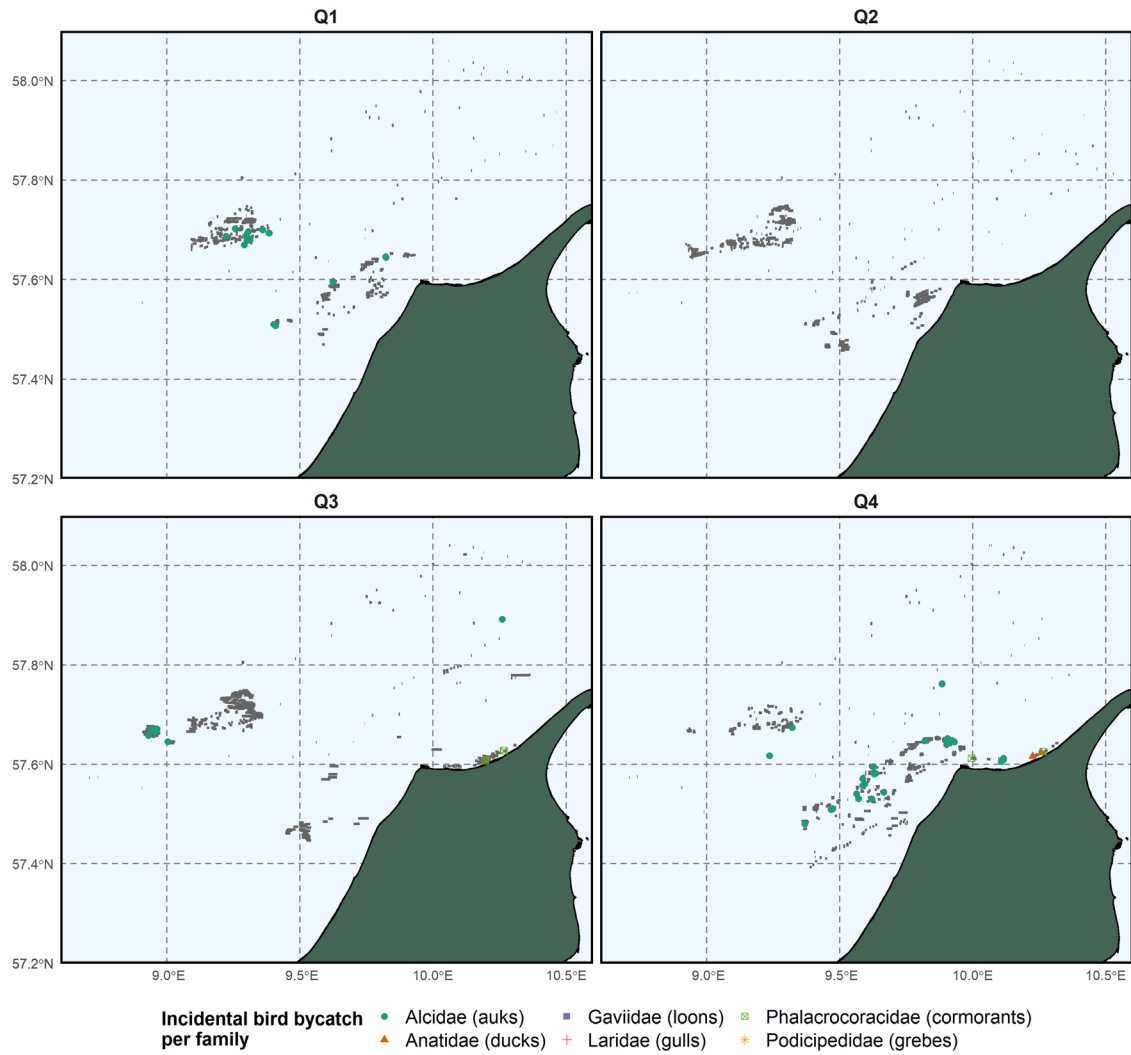 Q1 Q2
58.0°N
57.8°N
57.6°N
57.4°N
57.2°N
Q3 Q4
58.0°N
57.8°N
57.6°N
57.4°N
57.2°N
9.0°E 9.5°E 10.0°E 10.5°E 9.0°E 9.5°E 10.0°E 10.5°E
Incidental bird bycatch Alcidae (auks) Gaviidae (loons) Phalacrocoracidae (cormorants)
per family Anatidae (ducks) Laridae (gulls) Podicipedidae (grebes)